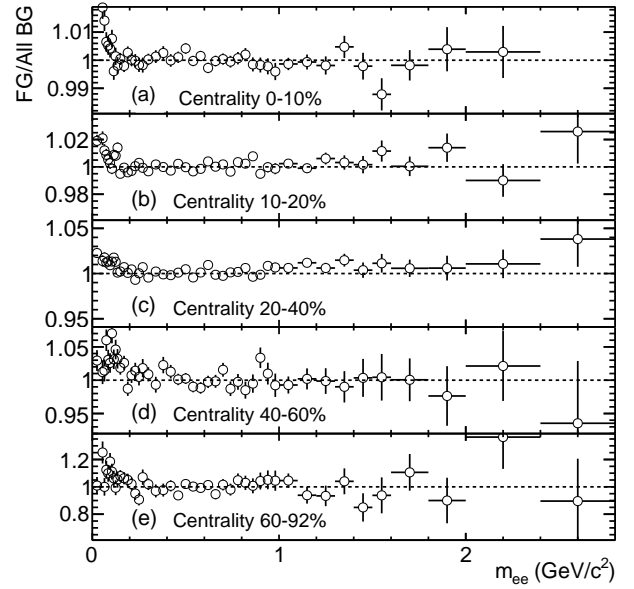 FG/All BG
1.01
1
0.99
(a) Centrality 0-10%
1.02
1
0.98
(b) Centrality 10-20%
1.05
1
0.95
(c) Centrality 20-40%
1.05
1
0.95
(d) Centrality 40-60%
1.2
1
0.8
(e) Centrality 60-92%
0 1 2
m_ee (GeV/c²)